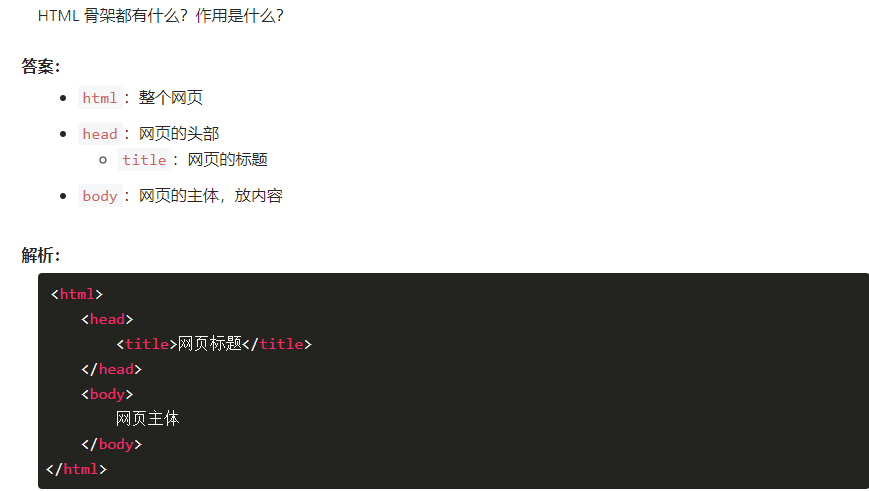 HTML 骨架都有什么？作用是什么？
答案：
html：整个网页
head：网页的头部
title：网页的标题
body：网页的主体，放内容
解析：
<html>
<head>
<title>网页标题</title>
</head>
<body>
网页主体
</body>
</html>